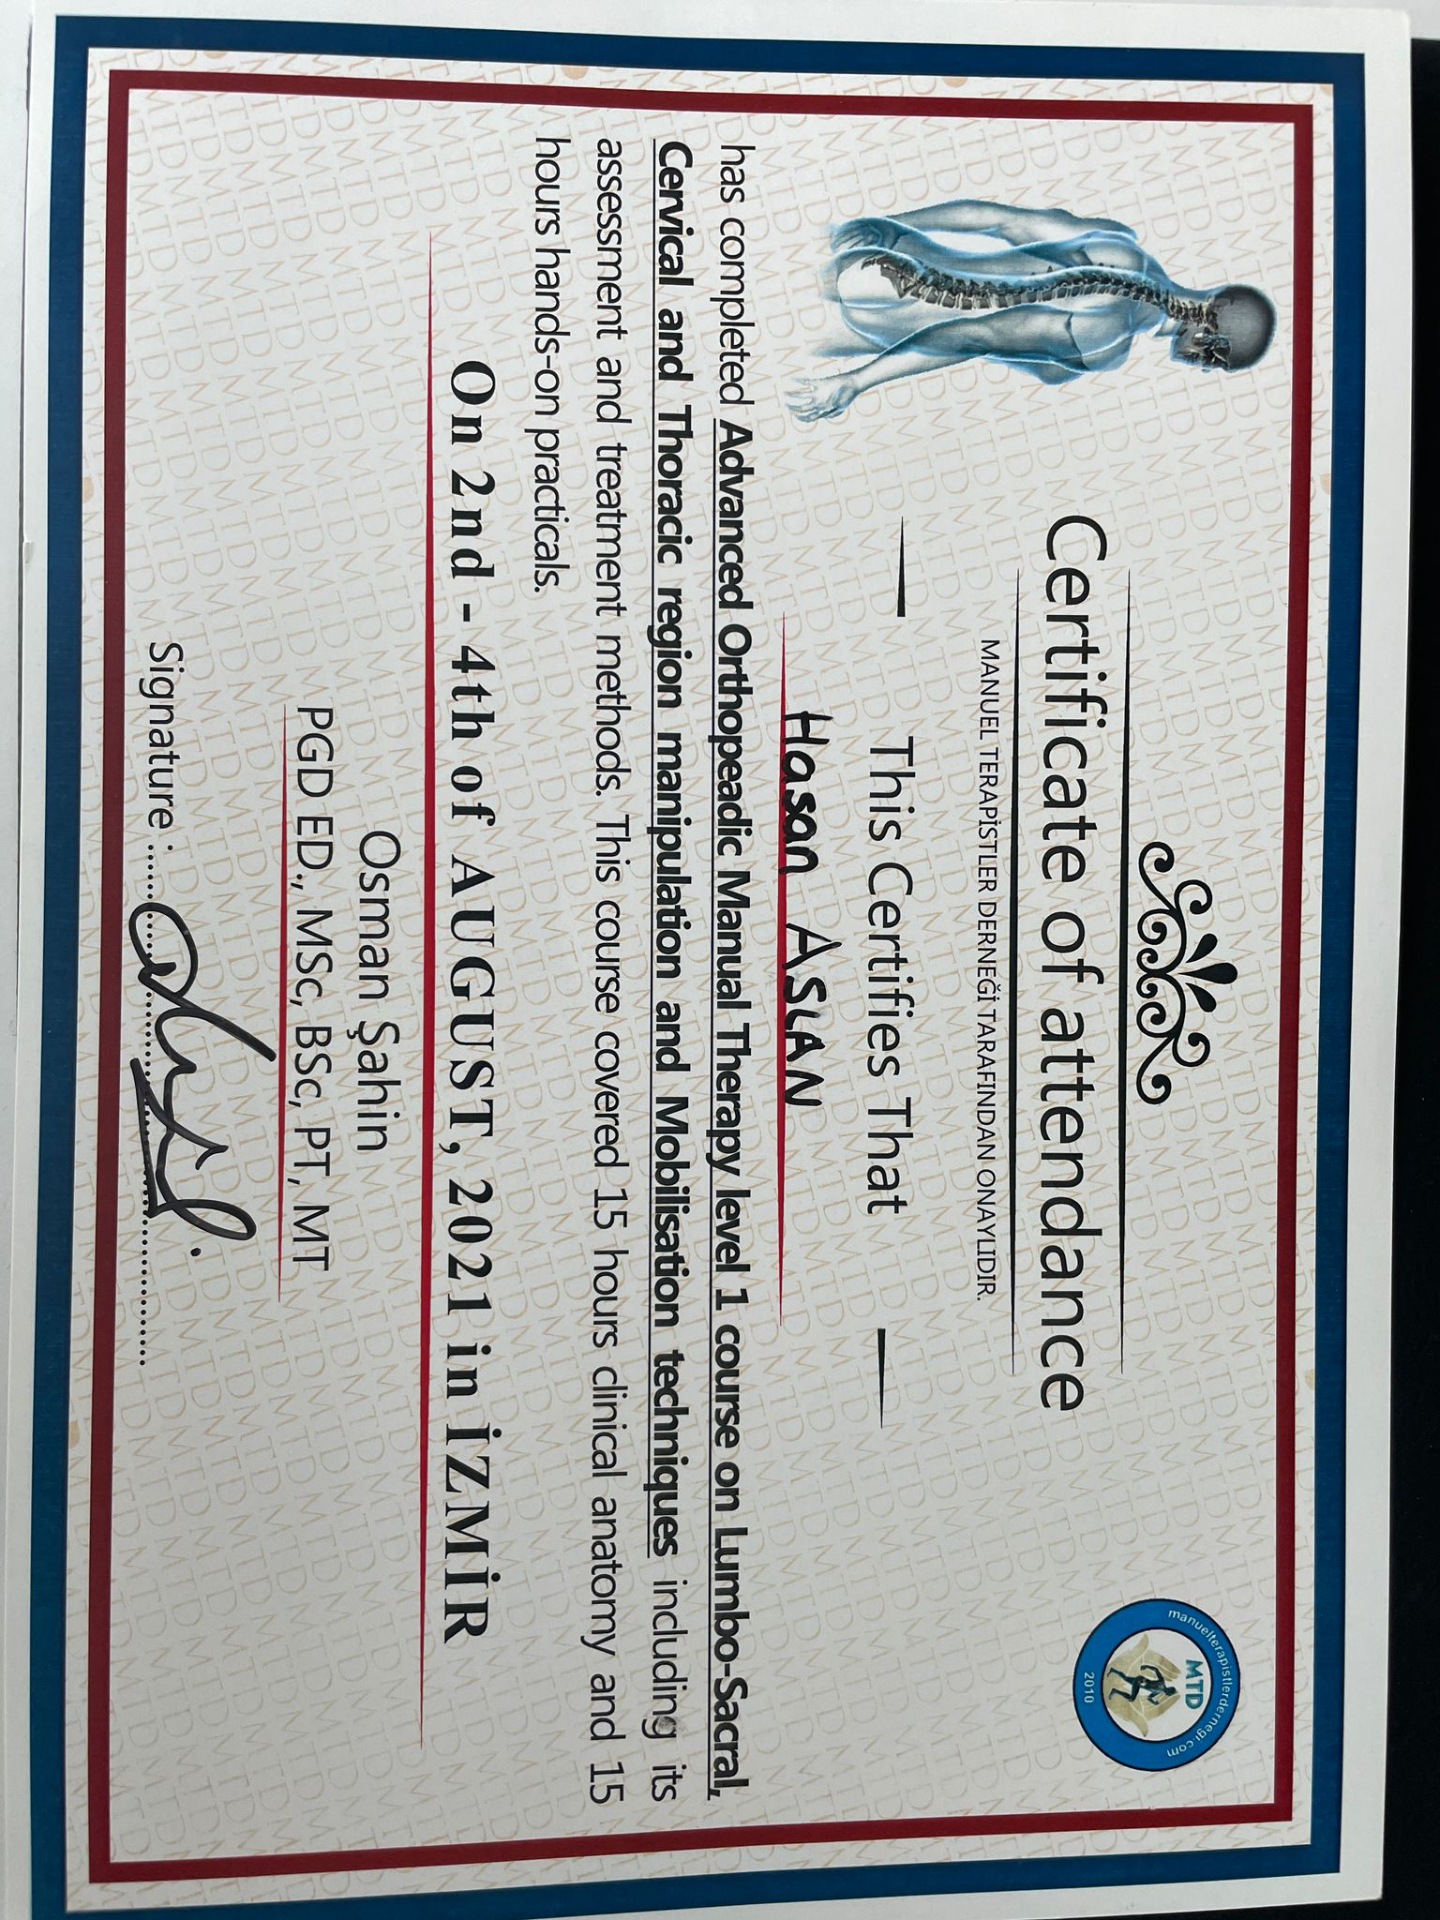 Certificate of attendance
MANUEL TERAPİSTLER DERNEĞİ TARAFINDAN ONAYLIDIR.
manuelterapistlerdernegi.com
MTD
2010
This Certifies That
Hasan ASLAN
has completed Advanced Orthopeadic Manual Therapy level 1 course on Lumbo-Sacral,
Cervical and Thoracic region manipulation and Mobilisation techniques including its
assessment and treatment methods. This course covered 15 hours clinical anatomy and 15
hours hands-on practicals.
On 2nd - 4th of AUGUST, 2021 in İZMİR
Osman Şahin
PGD ED., MSc, BSc, PT, MT
Signature :